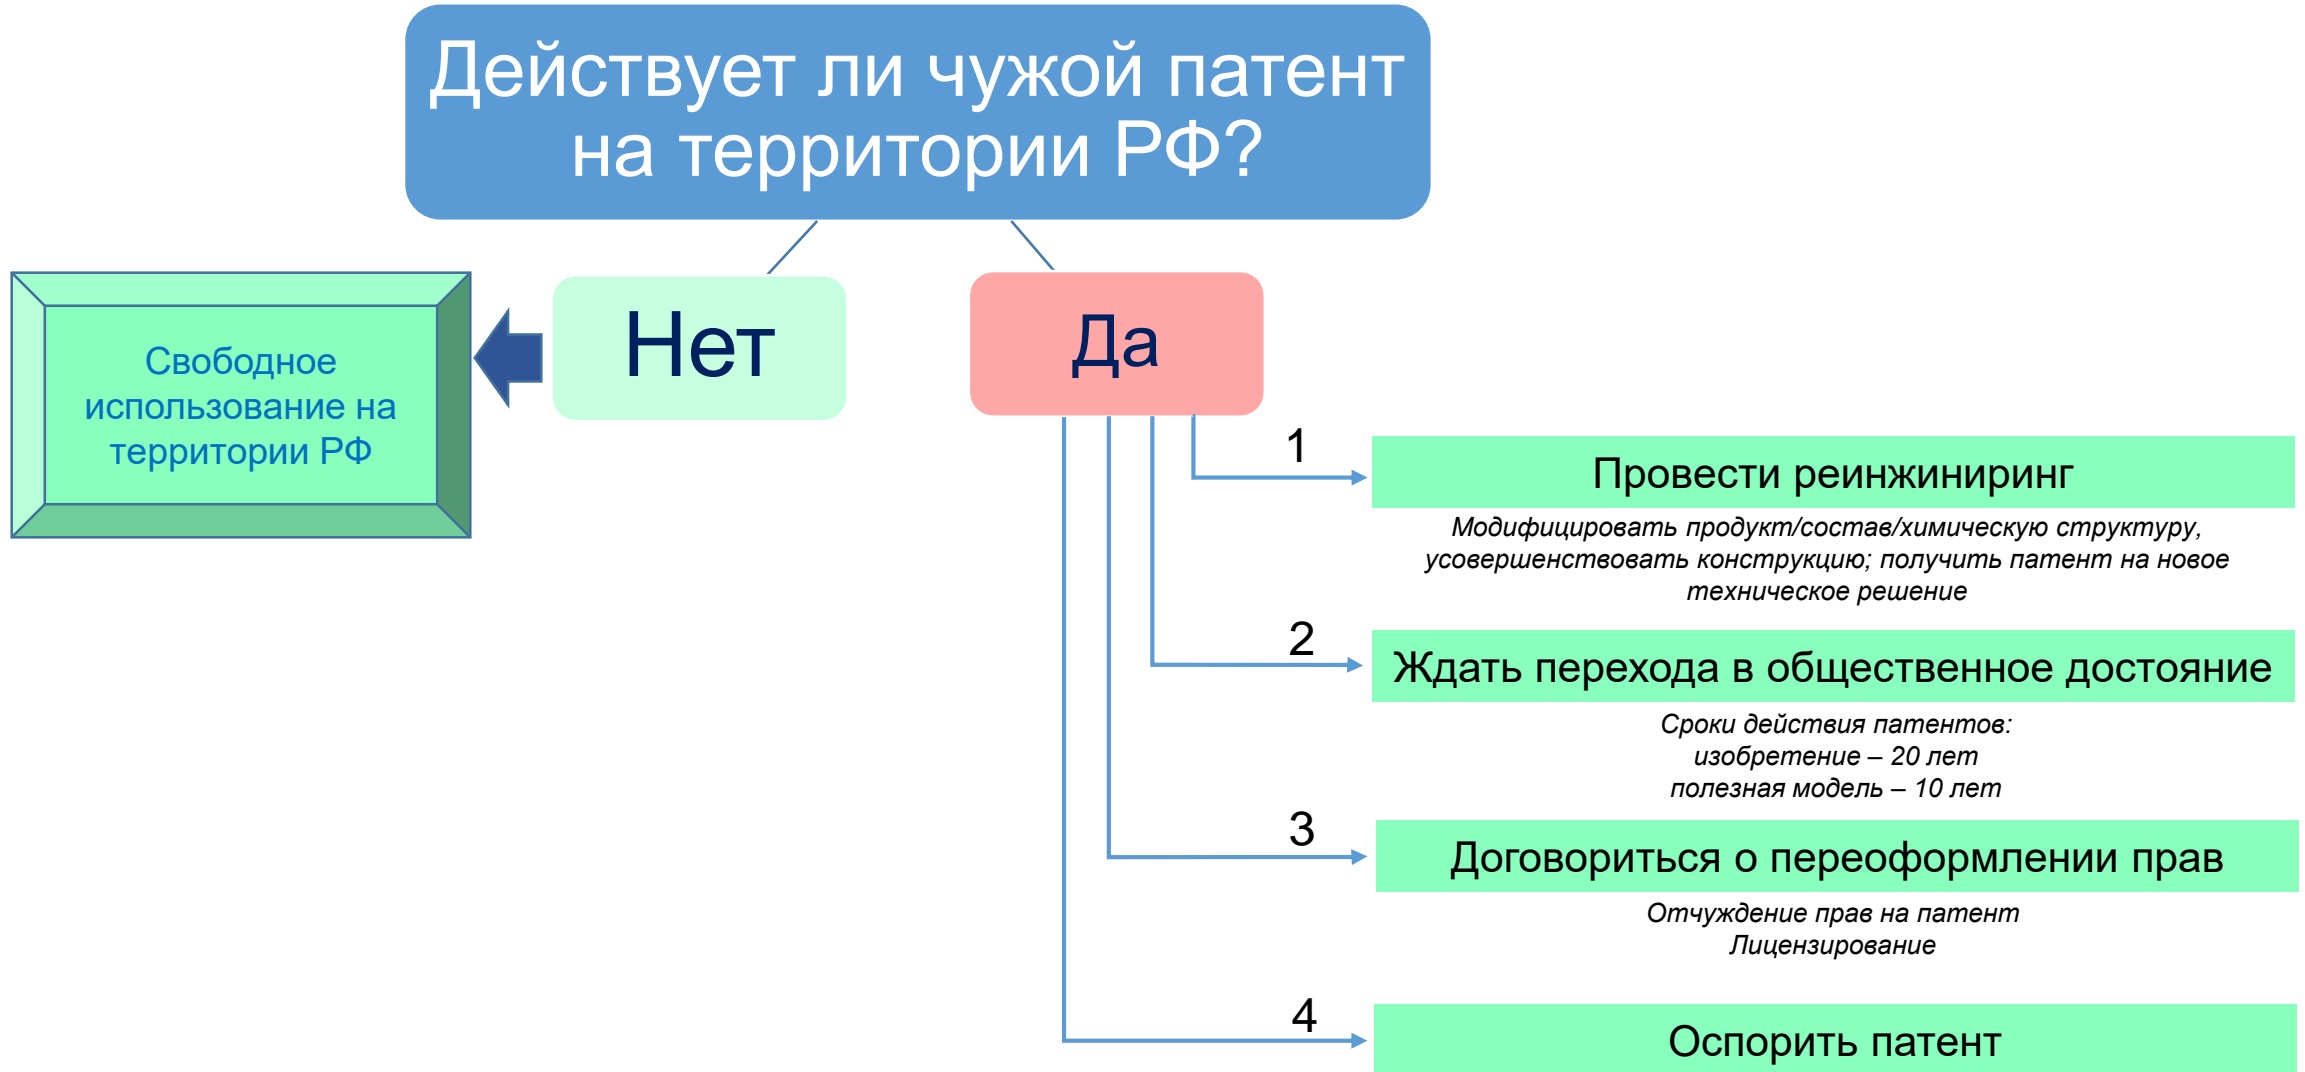 Действует ли чужой патент
на территории РФ?
Нет
Да
Свободное
использование на
территории РФ
1
Провести реинжиниринг
Модифицировать продукт/состав/химическую структуру,
усовершенствовать конструкцию; получить патент на новое
техническое решение
2
Ждать перехода в общественное достояние
Сроки действия патентов:
изобретение – 20 лет
полезная модель – 10 лет
3
Договориться о переоформлении прав
Отчуждение прав на патент
Лицензирование
4
Оспорить патент